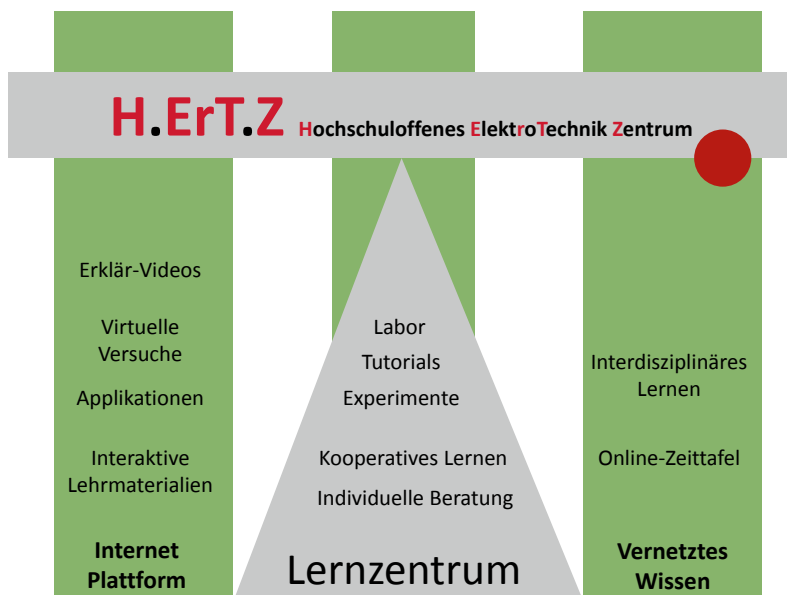 H.ErT.Z Hochschuloffenes ElektroTechnik Zentrum
Erklär-Videos
Virtuelle
Versuche
Applikationen
Interaktive
Lehrmaterialien
Internet
Plattform
Labor
Tutorials
Experimente
Kooperatives Lernen
Individuelle Beratung
Lernzentrum
Interdisziplinäres
Lernen
Online-Zeittafel
Vernetztes
Wissen